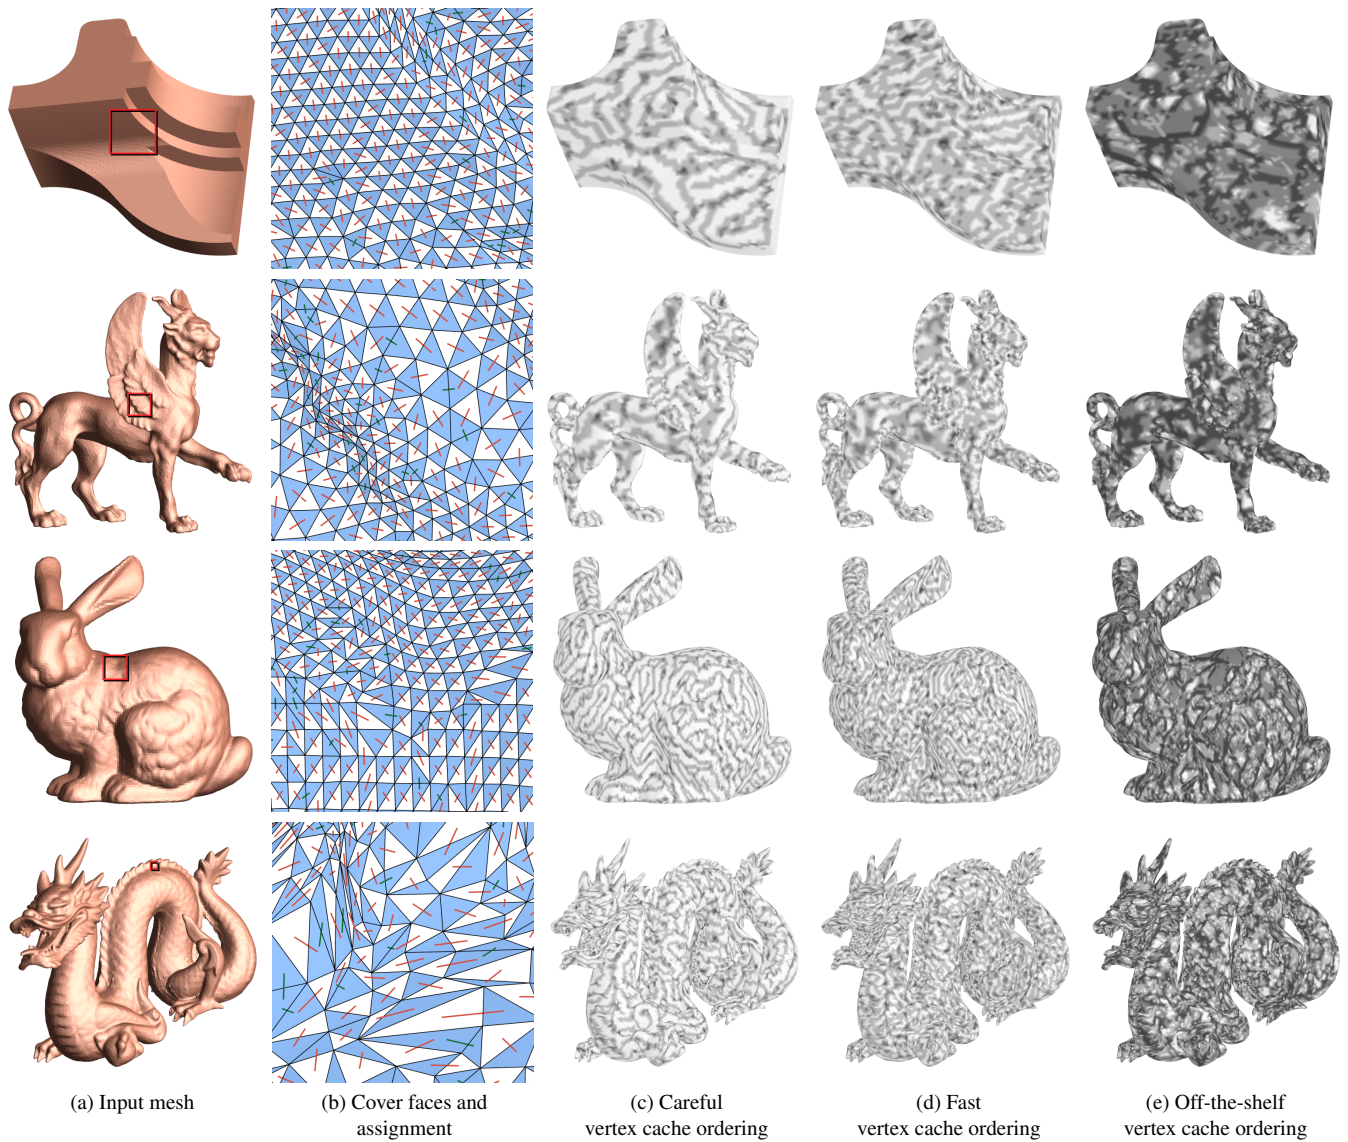 (a) Input mesh
(b) Cover faces and
assignment
(c) Careful
vertex cache ordering
(d) Fast
vertex cache ordering
(e) Off-the-shelf
vertex cache ordering